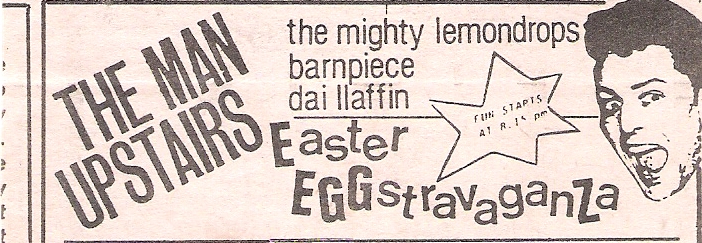 THE MAN
UPSTAIRS
the mighty lemondrops
barnpiece
dai llaffin
FUN STARTS
AT 8.15 pm
Easter
EGGstravaganza